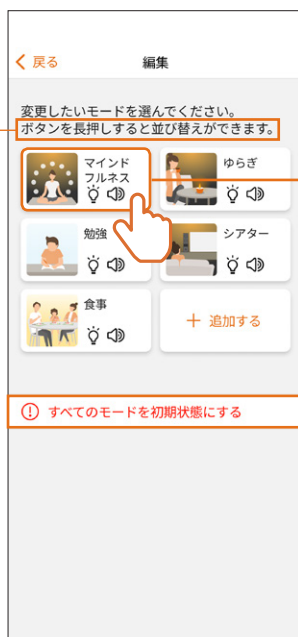 戻る
編集
変更したいモードを選んでください。
ボタンを長押しすると並び替えができます。
マインド
フルネス
ゆらぎ
勉強
シアター
食事
＋ 追加する
すべてのモードを初期状態にする